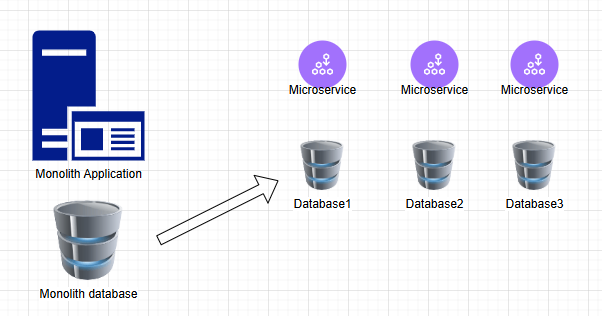 Monolith Application
Monolith database
Microservice
Microservice
Microservice
Database1
Database2
Database3